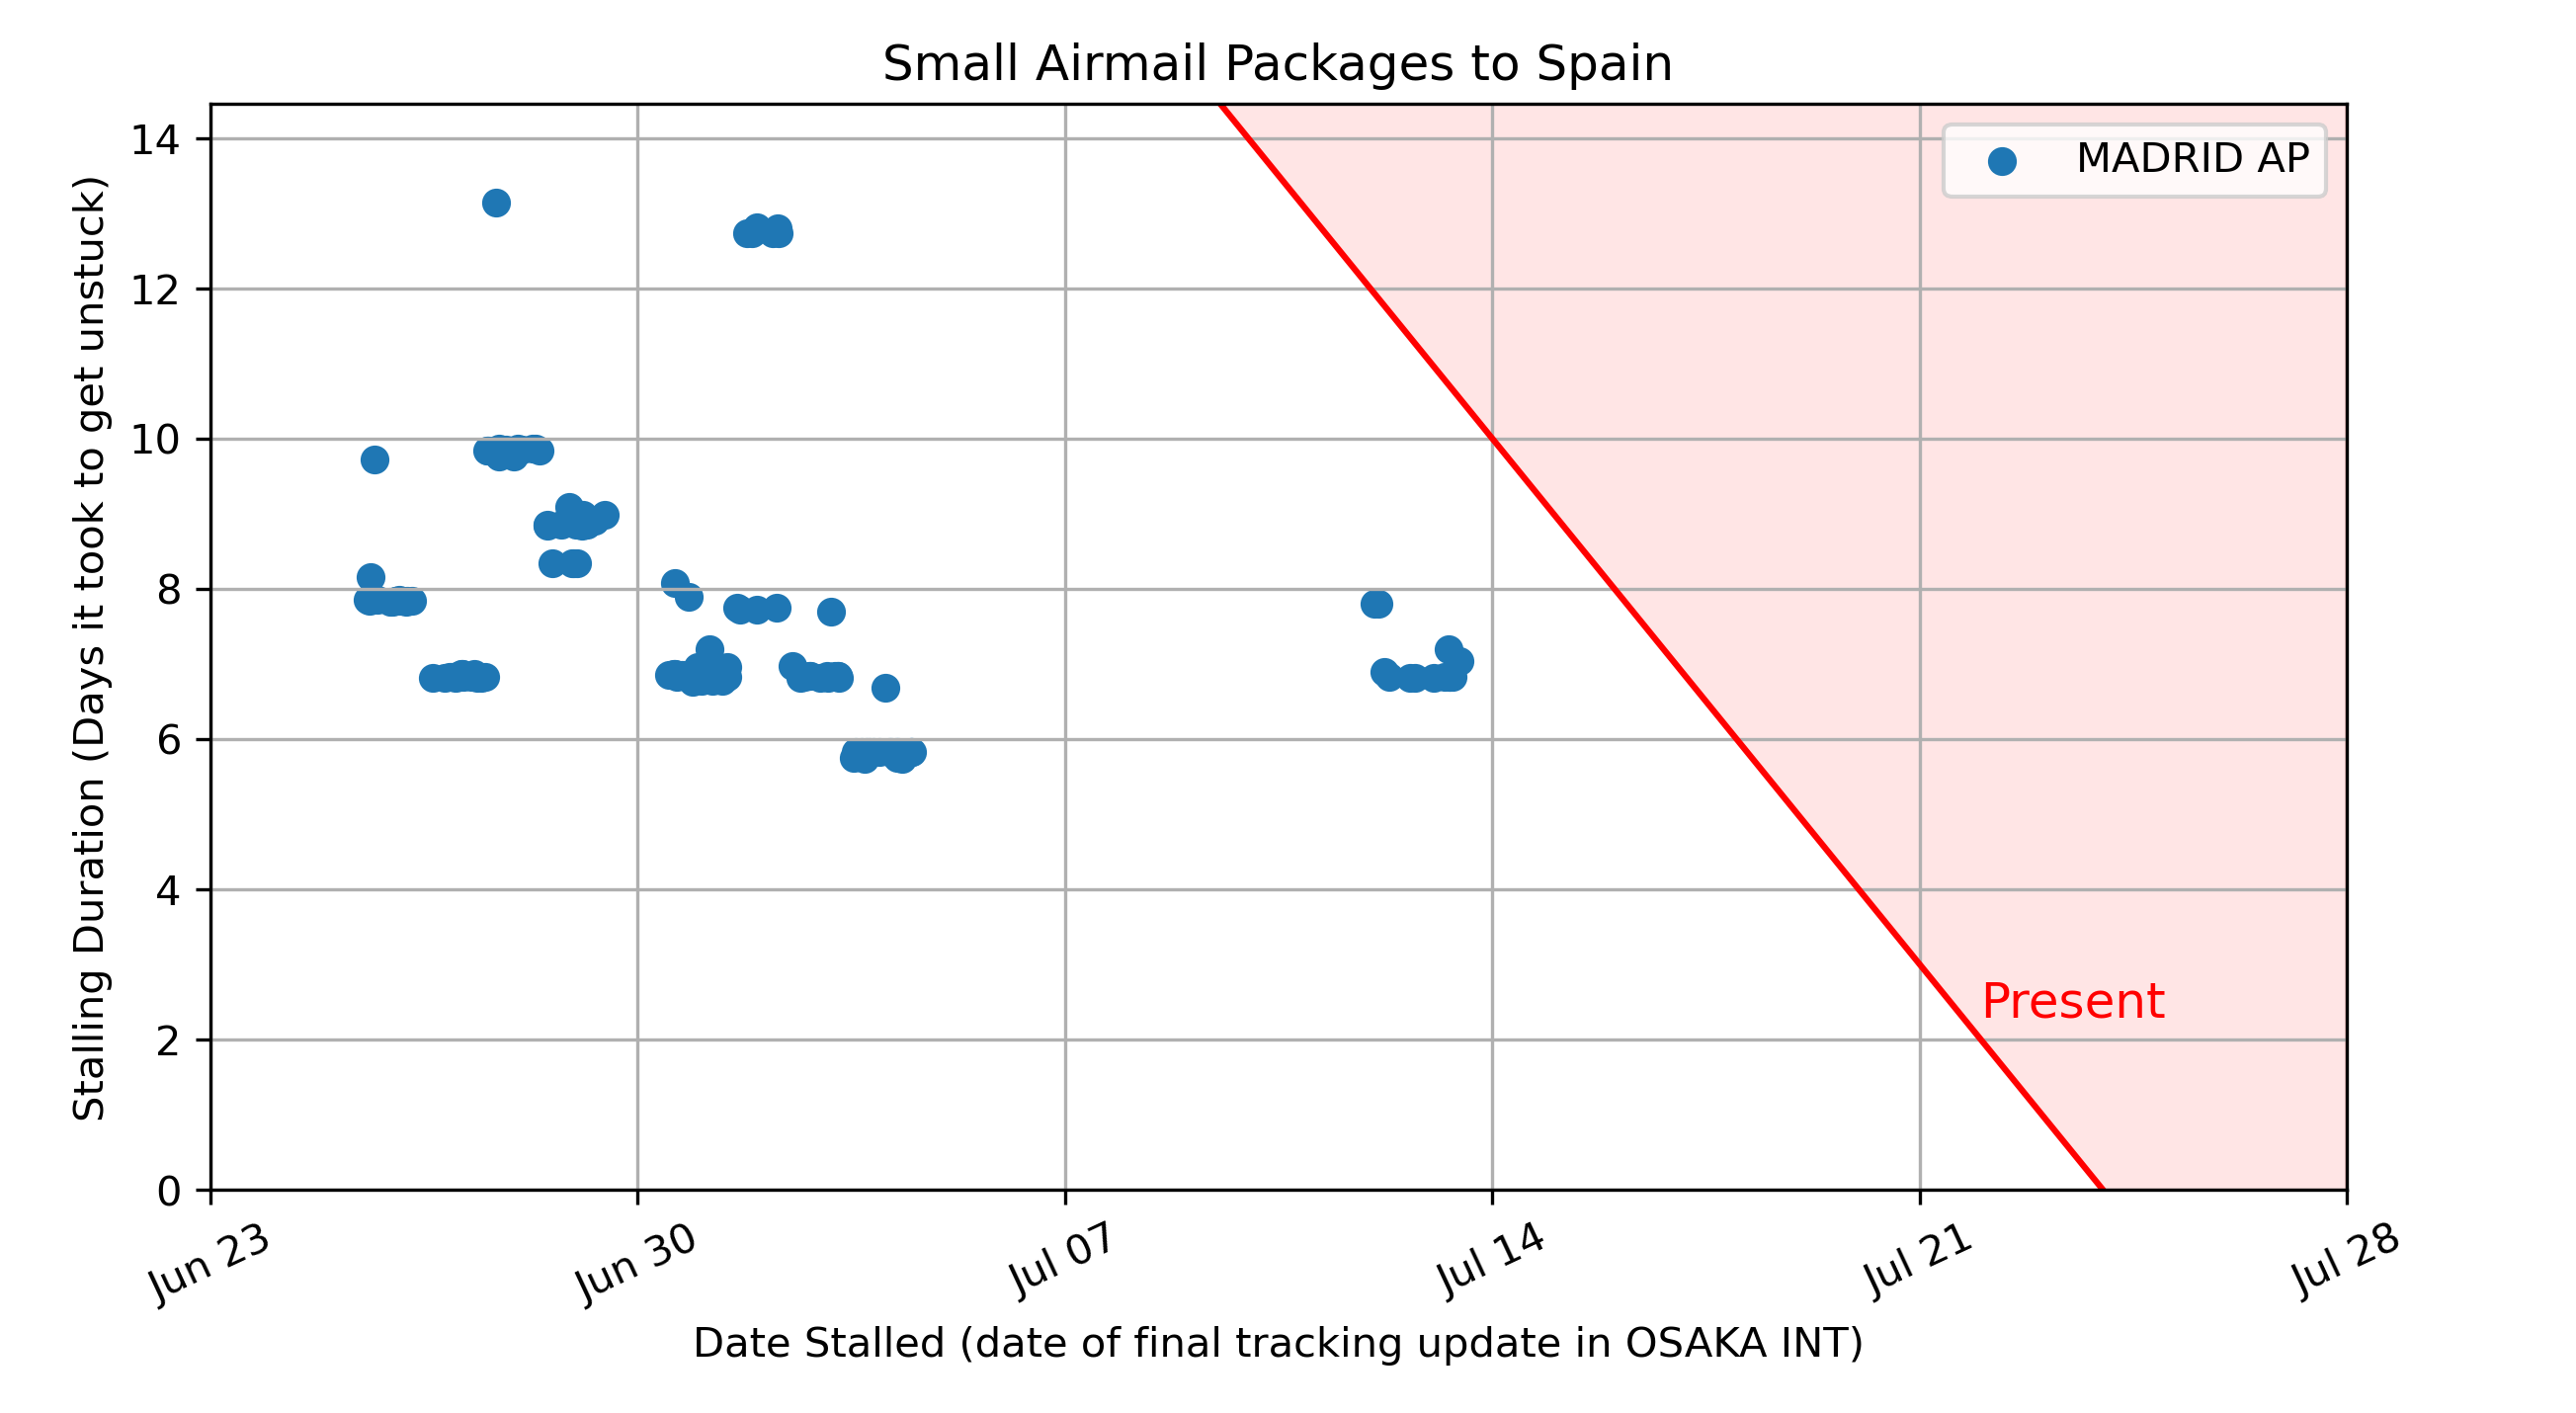 Small Airmail Packages to Spain
Stalling Duration (Days it took to get unstuck)
14
12
10
8
6
4
2
0
MADRID AP
Present
Jun 23
Jun 30
Jul 07
Jul 14
Jul 21
Jul 28
Date Stalled (date of final tracking update in OSAKA INT)